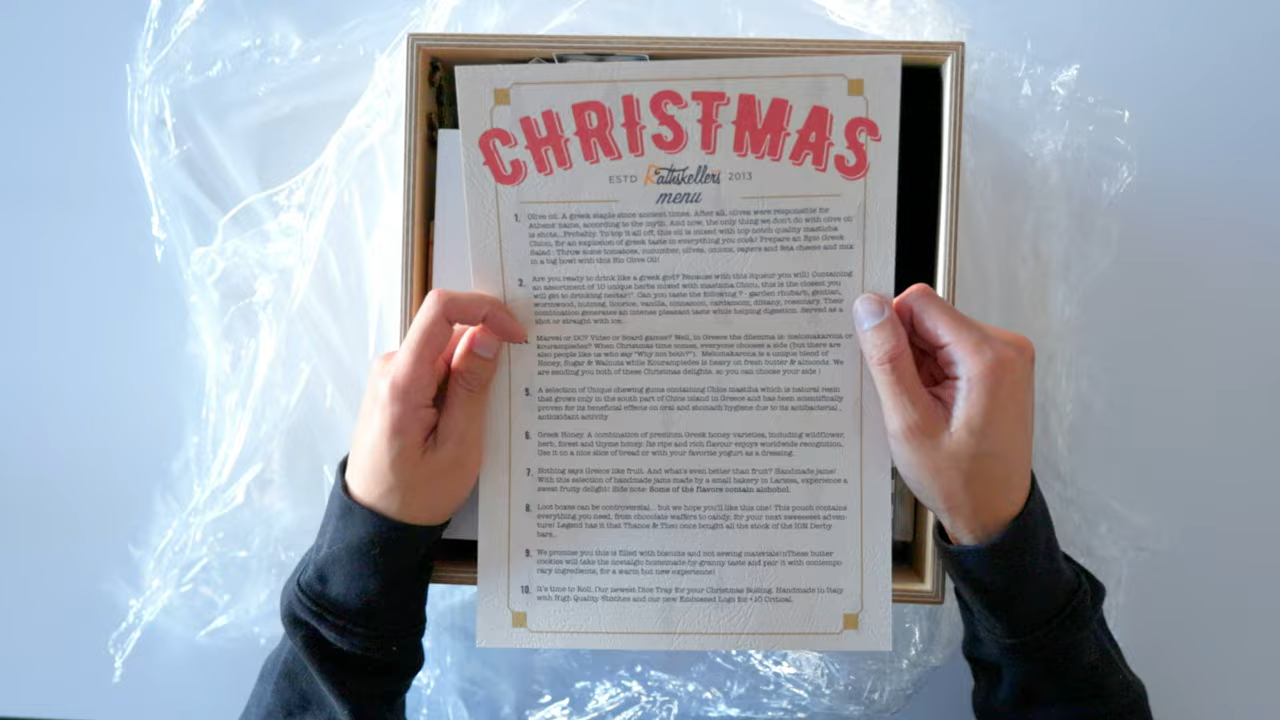 CHRISTMAS
ESTD Rathskellers 2013
menu
1. Olive oil. A greek staple since ancient times. After all, olives were responsible for
Athens' name, according to the myth. And now, the only thing we don't do with olive oil
is shots...Probably. To top it all off, this oil is mixed with top notch quality masticha
Chiou, for an explosion of greek taste in everything you cook! Prepare an Epic Greek
Salad : Throw some tomatoes, cucumber, olives, onions, papers and feta cheese and mix
in a big bowl with this Bio Olive Oil!
2. Are you ready to drink like a greek god? Because with this liqueur you will! Containing
an assortment of 10 unique herbs mixed with masticha Chiou, this is the closest you
will get to drinking nectar!". Can you taste the following ? - garden rhubarb, gentian,
wormwood, nutmeg, licorice, vanilla, cinnamon, cardamom, dittany, rosemary. Their
combination generates an intense pleasant taste while helping digestion. Served as a
shot or straight with ice.
Marvel or DC? Video or Board games? Well, in Greece the dilemma is: melomakarona or
kourampiedes? When Christmas time comes, everyone chooses a side (but there are
also people like us who say "Why not both?"). Melomakarona is a unique blend of
Honey, Sugar & Walnuts while Kourampiedes is heavy on fresh butter & almonds. We
are sending you both of these Christmas delights, so you can choose your side !
5. A selection of Unique chewing gums containing Chios mastiha which is natural resin
that grows only in the south part of Chios island in Greece and has been scientifically
proven for its beneficial effects on oral and stomach hygiene due to its antibacterial ,
antioxidant activity
6. Greek Honey. A combination of premium Greek honey varieties, including wildflower,
herb, forest and thyme honey. Its ripe and rich flavour enjoys worldwide recognition.
Use it on a nice slice of bread or with your favorite yogurt as a dressing.
7. Nothing says Greece like fruit. And what's even better than fruit? Handmade jams!
With this selection of handmade jams made by a small bakery in Larissa, experience a
sweet fruity delight! Side note: Some of the flavors contain alchohol.
8. Loot boxes can be controversial... but we hope you'll like this one! This pouch contains
everything you need, from chocolate waffers to candy, for your next sweeeeeet adven-
ture! Legend has it that Thanos & Theo once bought all the stock of the ION Derby
bars..
9. We promise you this is filled with biscuits and not sewing materials!nThese butter
cookies will take the nostalgic homemade by granny taste and pair it with contempo
rary ingredients, for a warm but new experience!
10. It's time to Roll. Our newest Dice Tray for your Christmas Rolling. Handmade in Italy
with High Quality Stitches and our new Embossed Logo for +10 Critical.